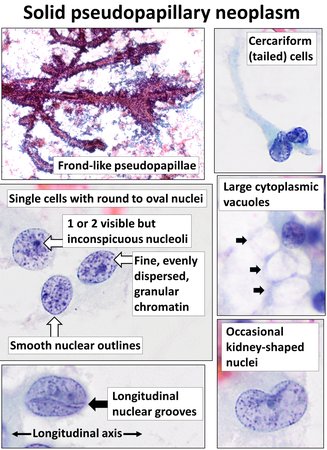 Solid pseudopapillary neoplasm
Frond-like pseudopapillae
Cercariform
(tailed) cells
Single cells with round to oval nuclei
1 or 2 visible but
inconspicuous nucleoli
Fine, evenly
dispersed,
granular
chromatin
Smooth nuclear outlines
Large cytoplasmic
vacuoles
Occasional
kidney-shaped
nuclei
Longitudinal
nuclear grooves
Longitudinal axis